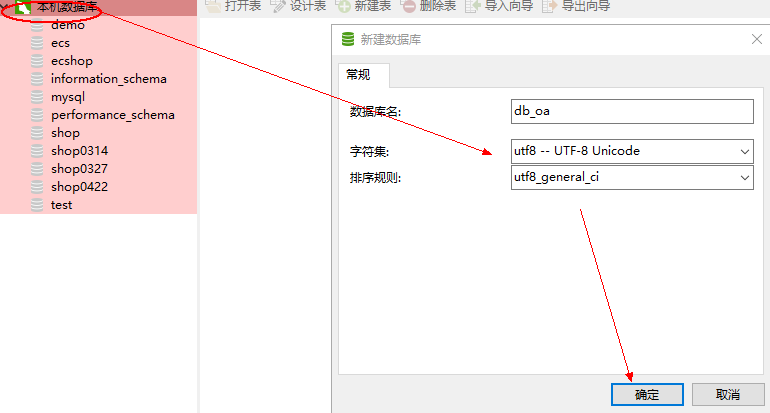 本机数据库
demo
ecs
ecshop
information_schema
mysql
performance_schema
shop
shop0314
shop0327
shop0422
test
打开表 设计表 新建表 删除表 导入向导 导出向导
新建数据库
常规
数据库名: db_oa
字符集: utf8 -- UTF-8 Unicode
排序规则: utf8_general_ci
确定 取消